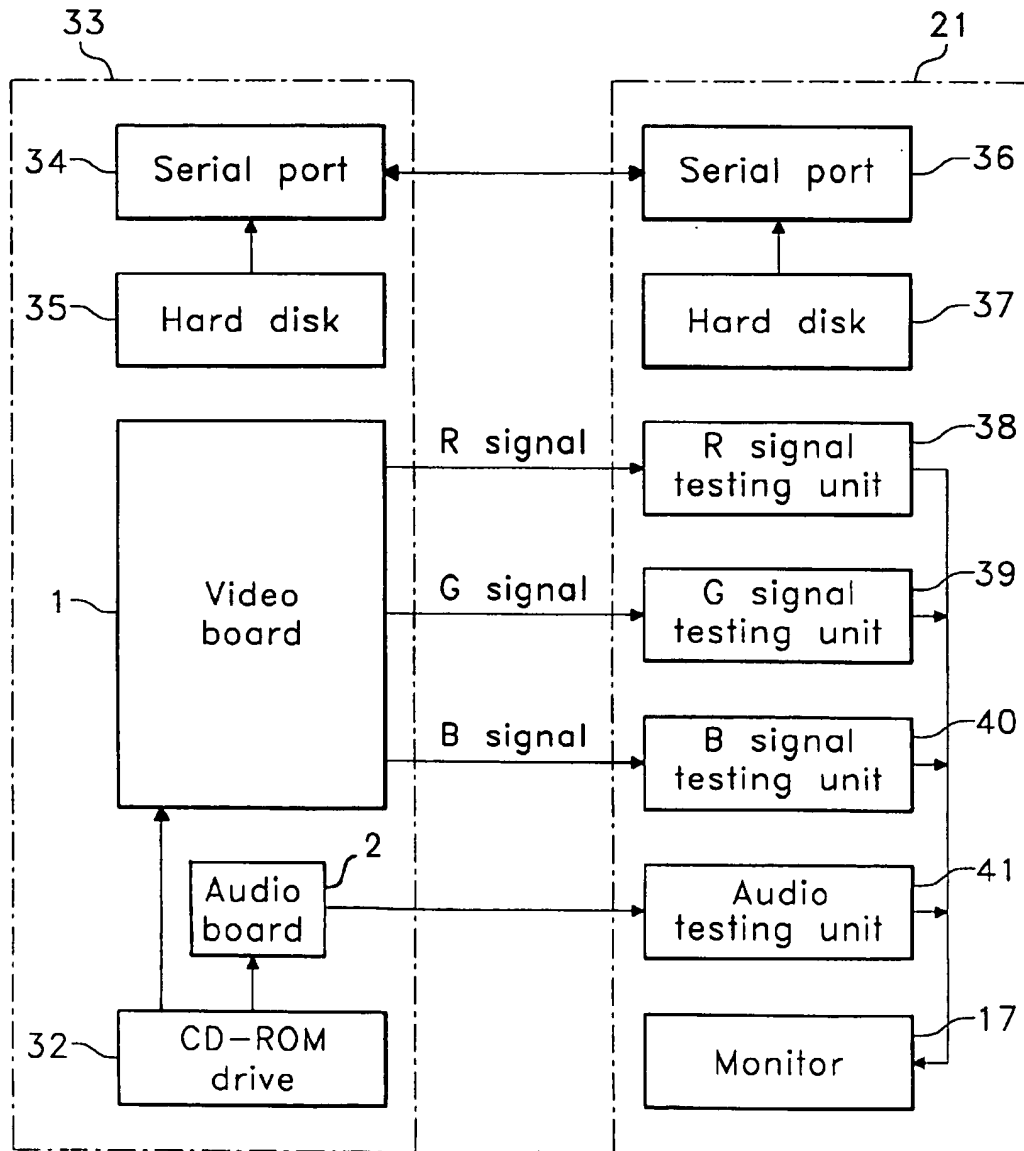 33
21
34
Serial port
Serial port
36
35
Hard disk
Hard disk
37
R signal
R signal
testing unit
38
1
Video
board
G signal
G signal
testing unit
39
B signal
B signal
testing unit
40
2
Audio
board
Audio
testing unit
41
32
CD-ROM
drive
Monitor
17